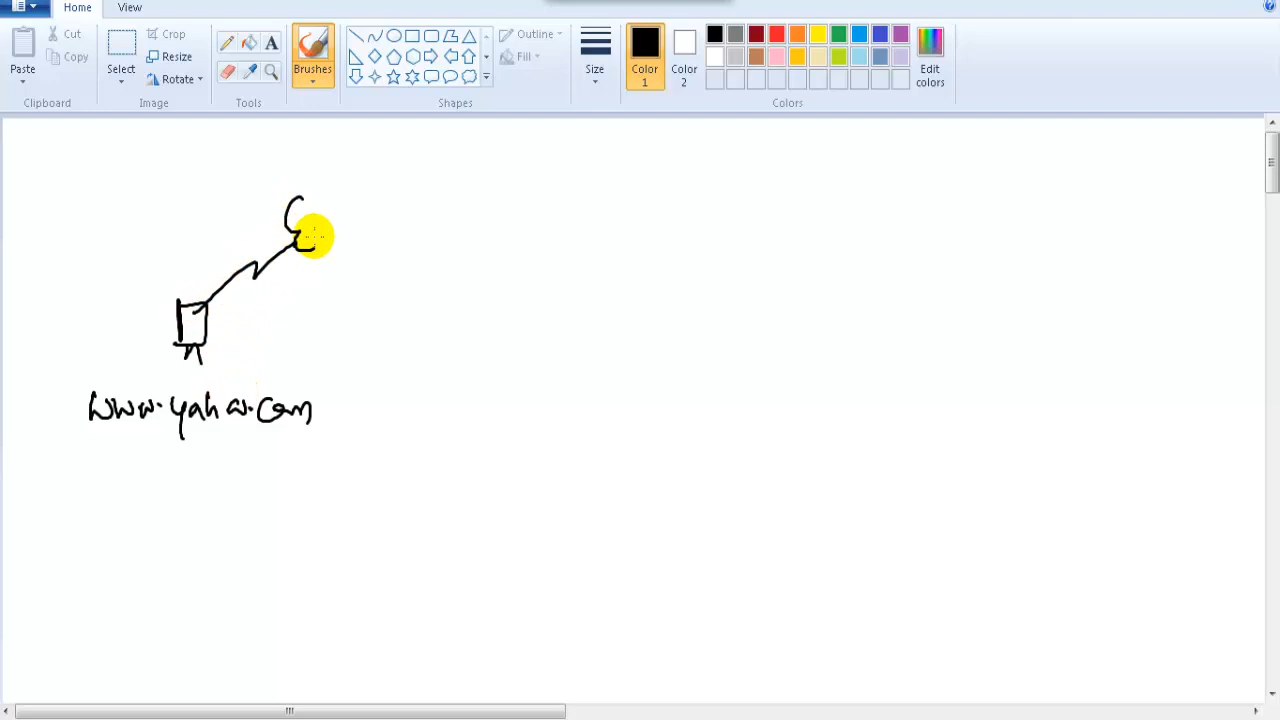 Home View
Paste Cut Copy
Select
Resize
Rotate
Brushes
Outline
Fill
Size
Color 1
Color 2
Edit colors
Clipboard Image Tools Shapes Colors
www.yahoo.com